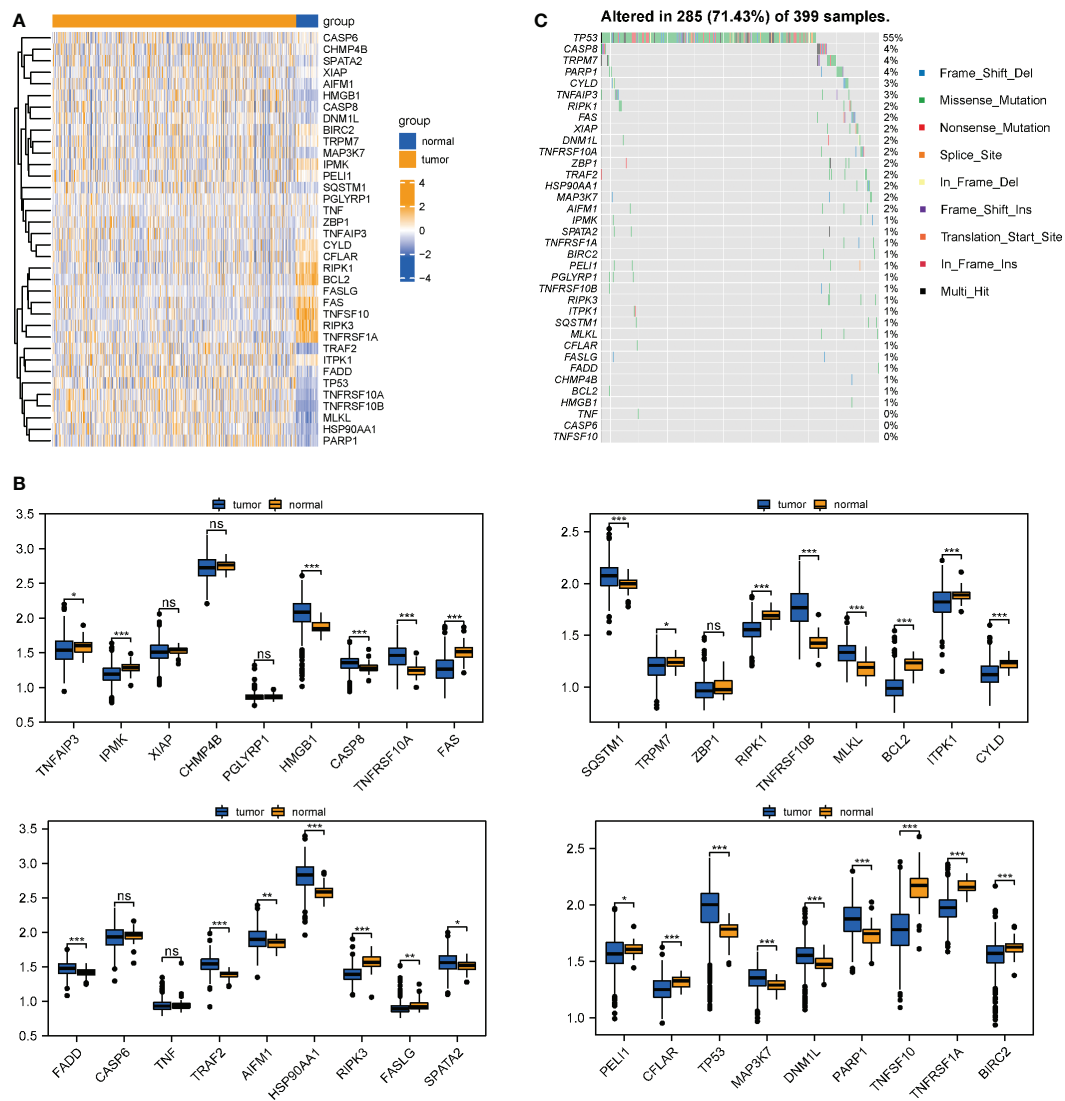 A
group
CASP6
CHMP4B
SPATA2
XIAP
AIFM1
HMGB1
CASP8
DNM1L
BIRC2
TRPM7
MAP3K7
IPMK
PELI1
SQSTM1
PGLYRP1
TNF
ZBP1
TNFAIP3
CYLD
CFLAR
RIPK1
BCL2
FASLG
FAS
TNFSF10
RIPK3
TNFRSF1A
TRAF2
ITPK1
FADD
TP53
TNFRSF10A
TNFRSF10B
MLKL
HSP90AA1
PARP1
group
normal
tumor
4
2
0
−2
−4
C
Altered in 285 (71.43%) of 399 samples.
TP53 55%
CASP8 4%
TRPM7 4%
PARP1 4%
CYLD 3%
TNFAIP3 3%
RIPK1 2%
FAS 2%
XIAP 2%
DNM1L 2%
TNFRSF10A 2%
ZBP1 2%
TRAF2 2%
HSP90AA1 2%
MAP3K7 2%
AIFM1 2%
IPMK 1%
SPATA2 1%
TNFRSF1A 1%
BIRC2 1%
PELI1 1%
PGLYRP1 1%
TNFRSF10B 1%
RIPK3 1%
ITPK1 1%
SQSTM1 1%
MLKL 1%
CFLAR 1%
FASLG 1%
FADD 1%
CHMP4B 1%
BCL2 1%
HMGB1 1%
TNF 0%
CASP6 0%
TNFSF10 0%
Frame_Shift_Del
Missense_Mutation
Nonsense_Mutation
Splice_Site
In_Frame_Del
Frame_Shift_Ins
Translation_Start_Site
In_Frame_Ins
Multi_Hit
B
tumor normal
3.5
3.0
2.5
2.0
1.5
1.0
0.5
* *** ns ns ns *** *** *** ***
TNFAIP3 IPMK XIAP CHMP4B PGLYRP1 HMGB1 CASP8 TNFRSF10A FAS
tumor normal
2.5
2.0
1.5
1.0
*** * ns *** *** *** *** *** ***
SQSTM1 TRPM7 ZBP1 RIPK1 TNFRSF10B MLKL BCL2 ITPK1 CYLD
tumor normal
3.5
3.0
2.5
2.0
1.5
1.0
0.5
*** ns ns *** ** *** *** ** *
FADD CASP6 TNF TRAF2 AIFM1 HSP90AA1 RIPK3 FASLG SPATA2
tumor normal
2.5
2.0
1.5
1.0
* *** *** *** *** *** *** *** ***
PELI1 CFLAR TP53 MAP3K7 DNM1L PARP1 TNFSF10 TNFRSF1A BIRC2